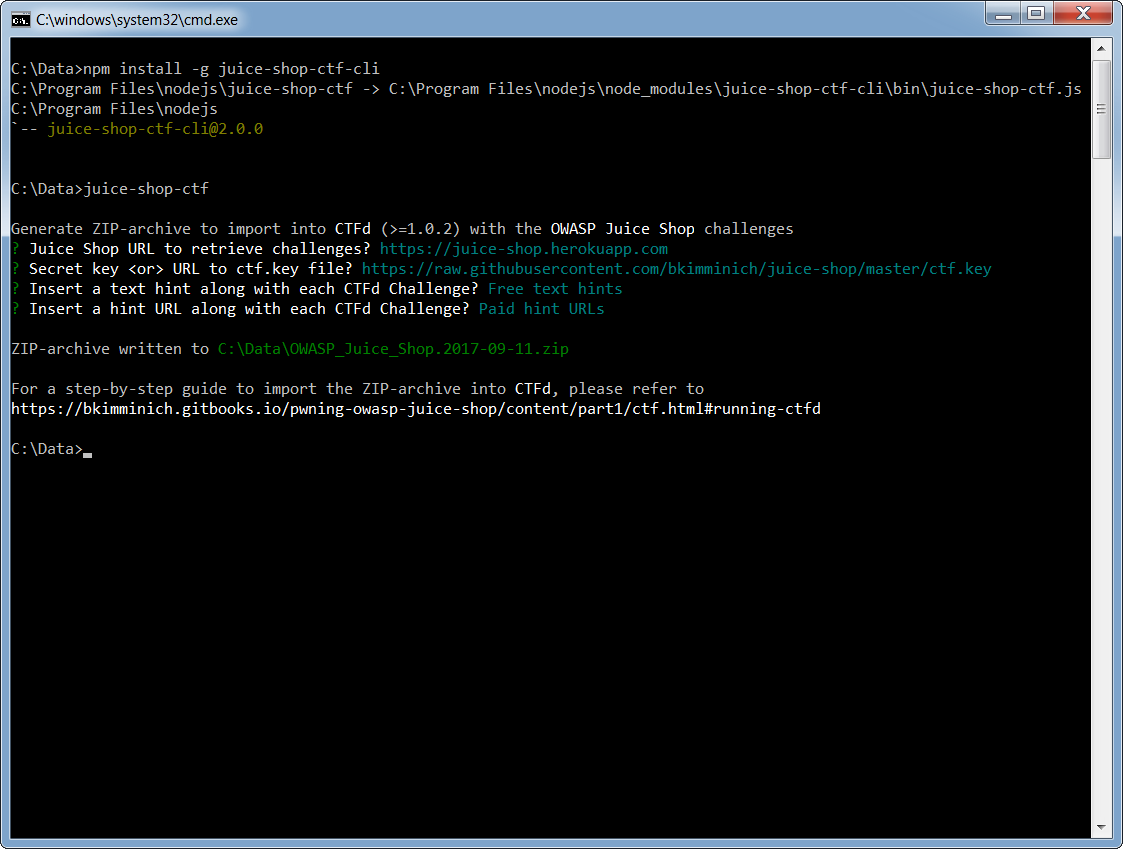 C:\windows\system32\cmd.exe
C:\Data>npm install -g juice-shop-ctf-cli
C:\Program Files\nodejs\juice-shop-ctf -> C:\Program Files\nodejs\node_modules\juice-shop-ctf-cli\bin\juice-shop-ctf.js
C:\Program Files\nodejs
`-- juice-shop-ctf-cli@2.0.0
C:\Data>juice-shop-ctf
Generate ZIP-archive to import into CTFd (>=1.0.2) with the OWASP Juice Shop challenges
? Juice Shop URL to retrieve challenges? https://juice-shop.herokuapp.com
? Secret key <or> URL to ctf.key file? https://raw.githubusercontent.com/bkimminich/juice-shop/master/ctf.key
? Insert a text hint along with each CTFd Challenge? Free text hints
? Insert a hint URL along with each CTFd Challenge? Paid hint URLs
ZIP-archive written to C:\Data\OWASP_Juice_Shop.2017-09-11.zip
For a step-by-step guide to import the ZIP-archive into CTFd, please refer to
https://bkimminich.gitbooks.io/pwning-owasp-juice-shop/content/part1/ctf.html#running-ctfd
C:\Data>_